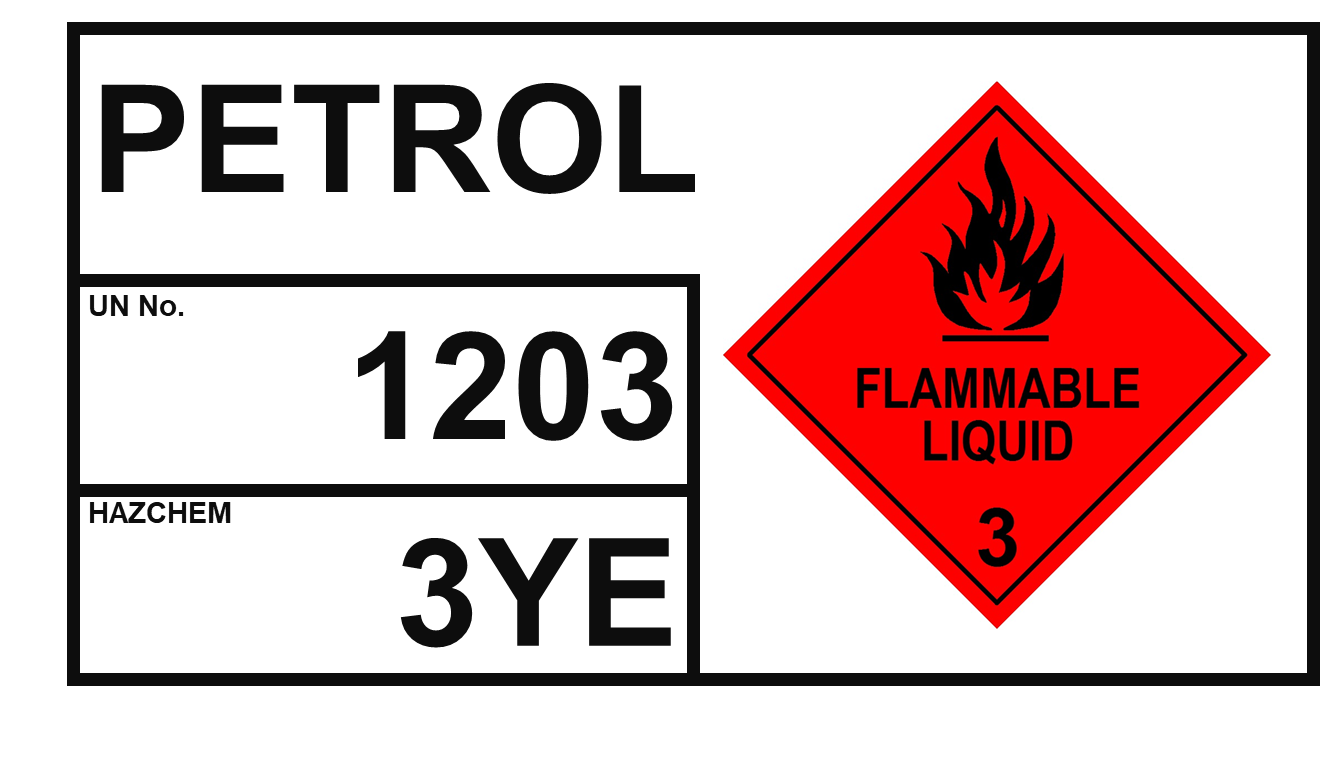 PETROL
UN No.
1203
HAZCHEM
3YE
FLAMMABLE
LIQUID
3